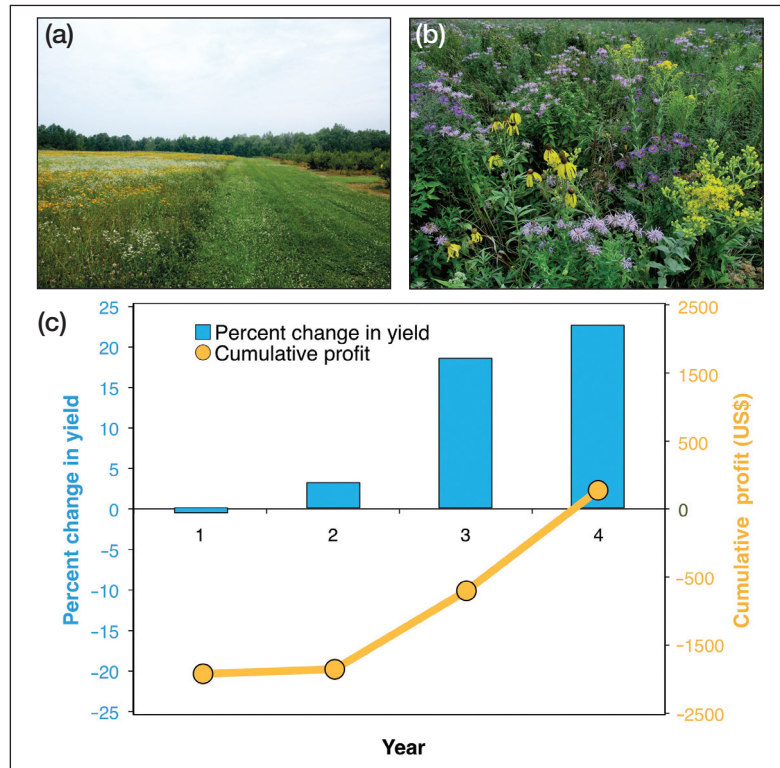 (a)
(b)
(c)
Percent change in yield
Cumulative profit
25
20
15
10
5
0
−5
−10
−15
−20
−25
Percent change in yield
2500
1500
500
0
−500
−1500
−2500
Cumulative profit (US$)
1
2
3
4
Year